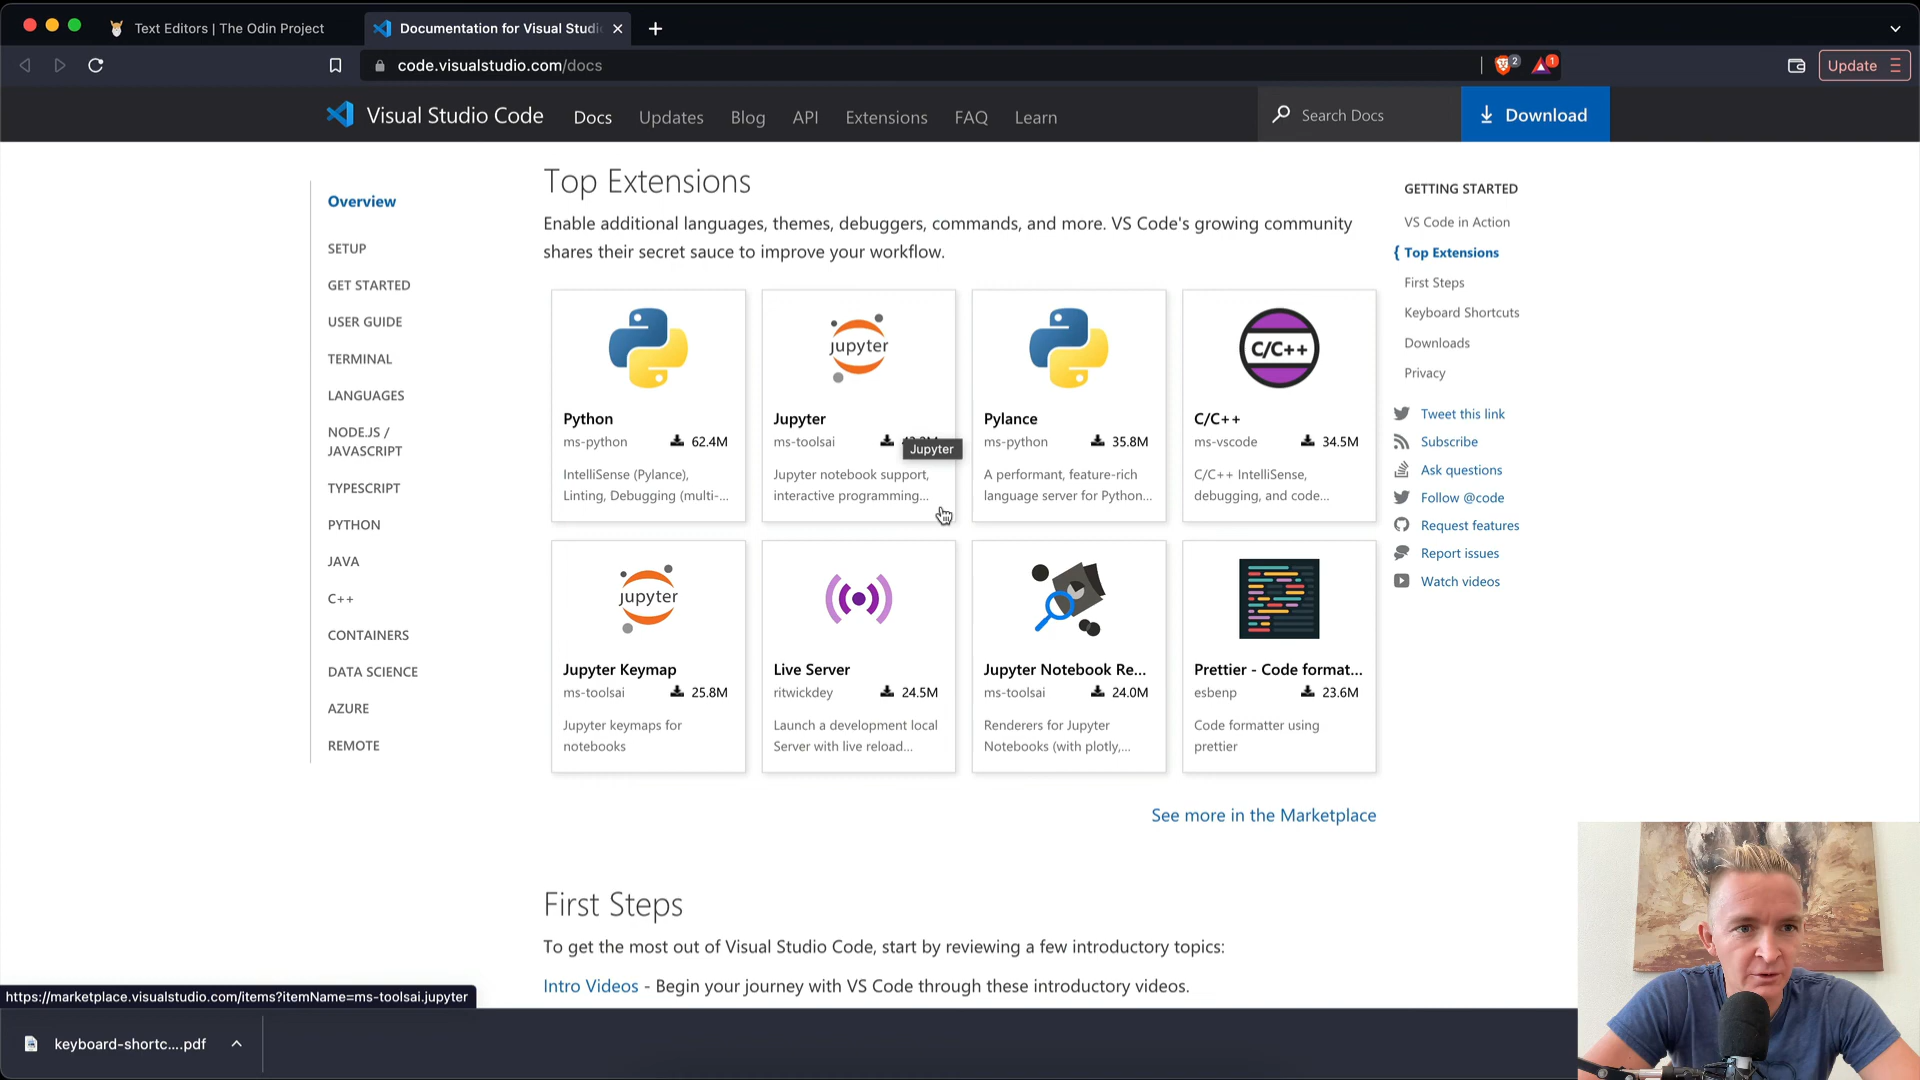 Text Editors | The Odin Project
Documentation for Visual Studi
code.visualstudio.com/docs
2
1
Update
Visual Studio Code
Docs
Updates
Blog
API
Extensions
FAQ
Learn
Search Docs
Download
Overview
SETUP
GET STARTED
USER GUIDE
TERMINAL
LANGUAGES
NODE.JS /
JAVASCRIPT
TYPESCRIPT
PYTHON
JAVA
C++
CONTAINERS
DATA SCIENCE
AZURE
REMOTE
Top Extensions
Enable additional languages, themes, debuggers, commands, and more. VS Code's growing community
shares their secret sauce to improve your workflow.
Python
ms-python 62.4M
IntelliSense (Pylance),
Linting, Debugging (multi-...
jupyter
Jupyter
ms-toolsai
Jupyter
Jupyter notebook support,
interactive programming...
Pylance
ms-python 35.8M
A performant, feature-rich
language server for Python...
C/C++
C/C++
ms-vscode 34.5M
C/C++ IntelliSense,
debugging, and code...
jupyter
Jupyter Keymap
ms-toolsai 25.8M
Jupyter keymaps for
notebooks
Live Server
ritwickdey 24.5M
Launch a development local
Server with live reload...
Jupyter Notebook Re...
ms-toolsai 24.0M
Renderers for Jupyter
Notebooks (with plotly,...
Prettier - Code format...
esbenp 23.6M
Code formatter using
prettier
See more in the Marketplace
First Steps
To get the most out of Visual Studio Code, start by reviewing a few introductory topics:
Intro Videos - Begin your journey with VS Code through these introductory videos.
GETTING STARTED
VS Code in Action
{ Top Extensions
First Steps
Keyboard Shortcuts
Downloads
Privacy
Tweet this link
Subscribe
Ask questions
Follow @code
Request features
Report issues
Watch videos
https://marketplace.visualstudio.com/items?itemName=ms-toolsai.jupyter
keyboard-shortc....pdf